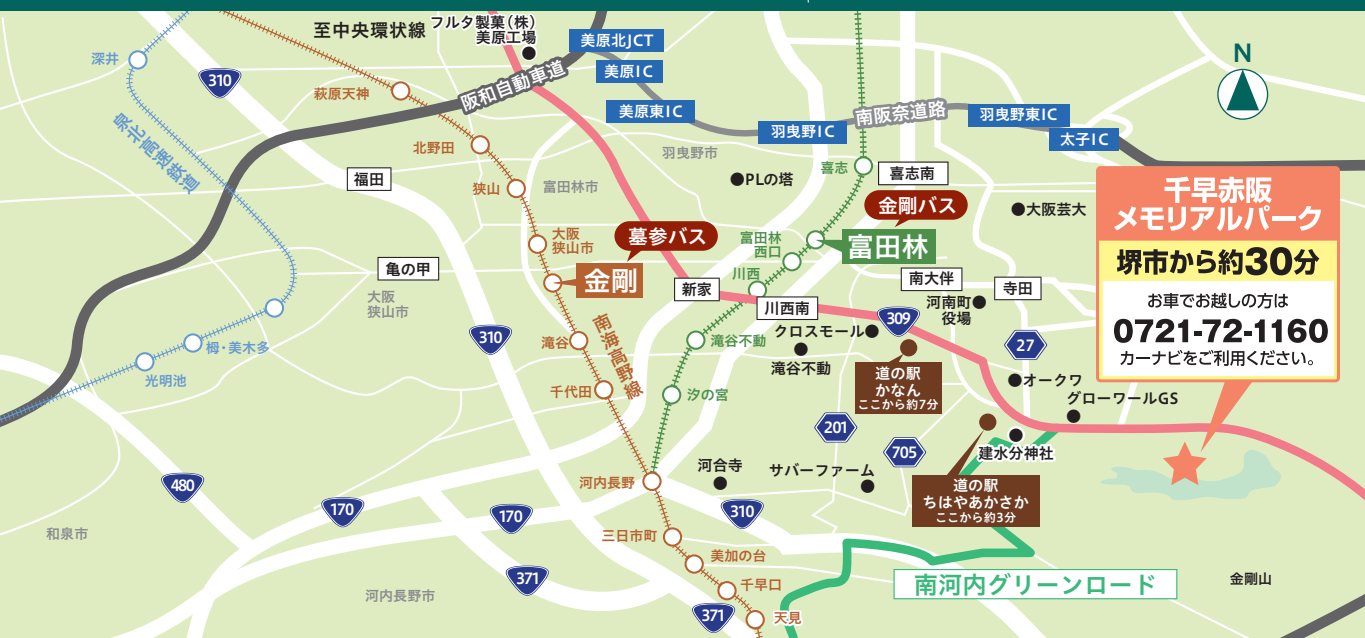 至中央環状線
フルタ製菓（株）
美原工場
美原北JCT
美原IC
美原東IC
阪和自動車道
羽曳野IC
南阪奈道路
羽曳野東IC
太子IC
N
深井
310
萩原天神
泉北高速鉄道
北野田
狭山
福田
富田林市
羽曳野市
PLの塔
喜志
喜志南
金剛バス
大阪芸大
千早赤阪
メモリアルパーク
堺市から約30分
お車でお越しの方は
0721-72-1160
カーナビをご利用ください。
大阪
狭山市
墓参バス
富田林
西口
富田林
亀の甲
大阪
狭山市
金剛
新家
川西
川西南
南大伴
寺田
河南町
役場
309
クロスモール
滝谷不動
310
滝谷
南海高野線
滝谷不動
27
道の駅
かなん
ここから約7分
オークワ
グローワールGS
栂・美木多
光明池
千代田
汐の宮
201
705
建水分神社
河合寺
サバーファーム
道の駅
ちはやあかさか
ここから約3分
480
170
170
河内長野
310
三日市町
美加の台
千早口
天見
371
371
和泉市
河内長野市
南河内グリーンロード
金剛山